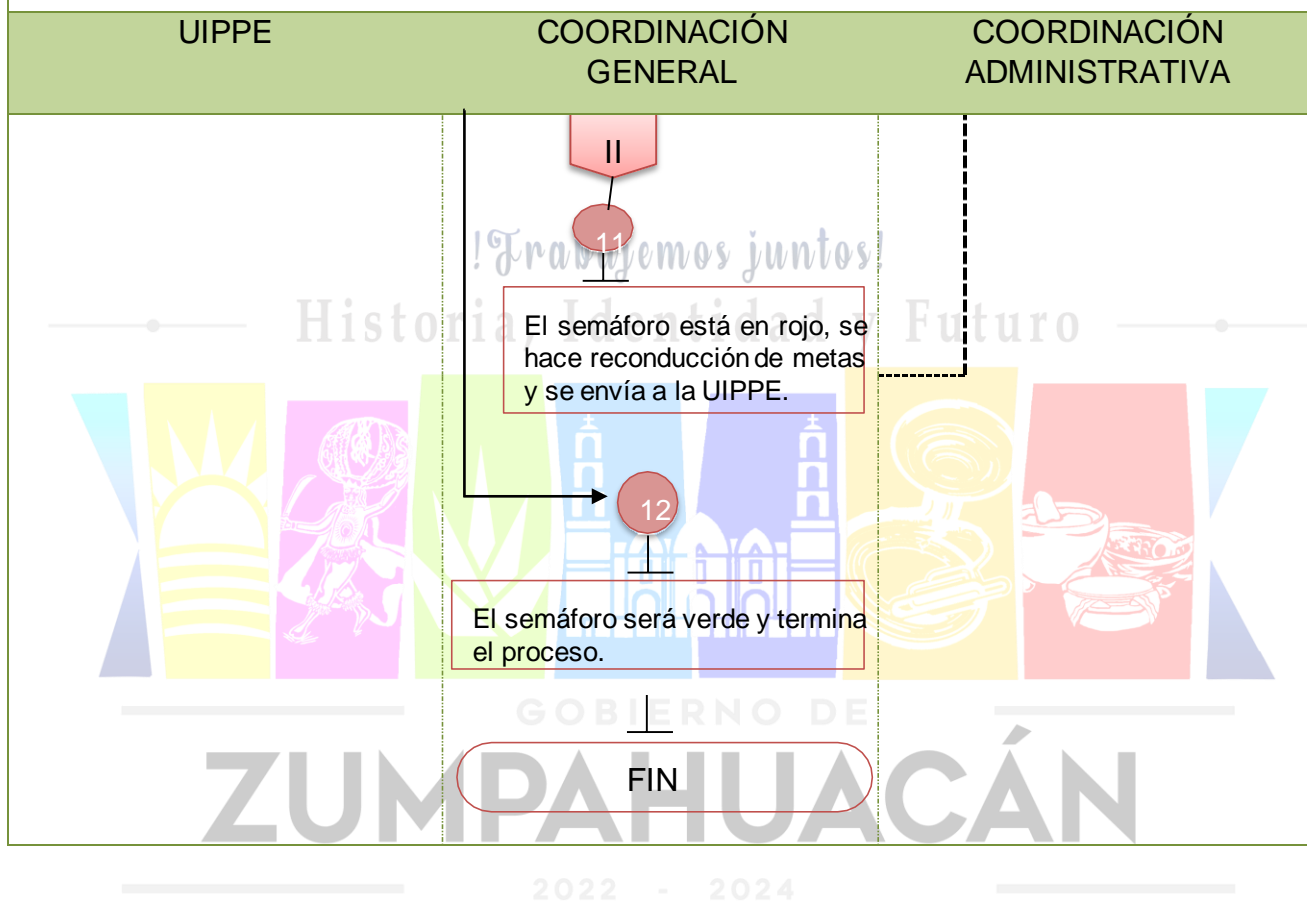 UIPPE
COORDINACIÓN
GENERAL
COORDINACIÓN
ADMINISTRATIVA
II
11
!Trabajemos juntos!
Historia, Identidad y Futuro
El semáforo está en rojo, se
hace reconducción de metas
y se envía a la UIPPE.
12
El semáforo será verde y termina
el proceso.
GOBIERNO DE
ZUMPAHUACÁN
FIN
2022 - 2024